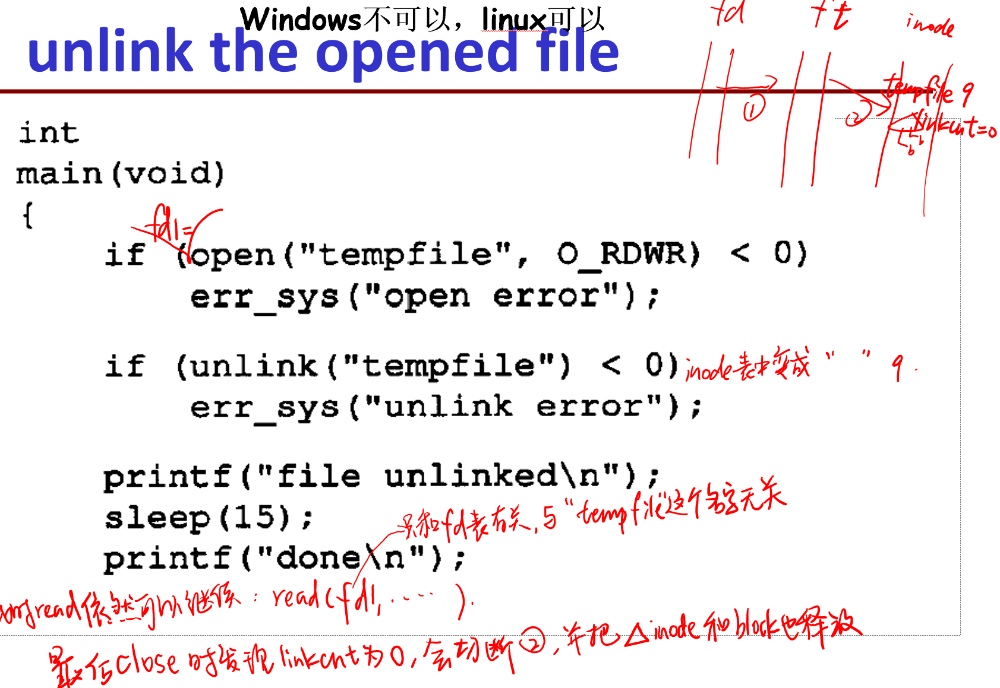 Windows不可以，linux可以
unlink the opened file
fd ft inode
tempfile 9
① ②
linkcnt=0
b
b
int
main(void)
{
fd1=(
if (open("tempfile", O_RDWR) < 0)
err_sys("open error");
if (unlink("tempfile") < 0) inode表中变成 " " 9.
err_sys("unlink error");
printf("file unlinked\n");
sleep(15);
只和fd表有关，与"tempfile"这个名字无关
printf("done\n");
read依然可以继续：read(fd1,……).
最后close时发现linkcnt为0，会切断②，并把△inode和block也释放